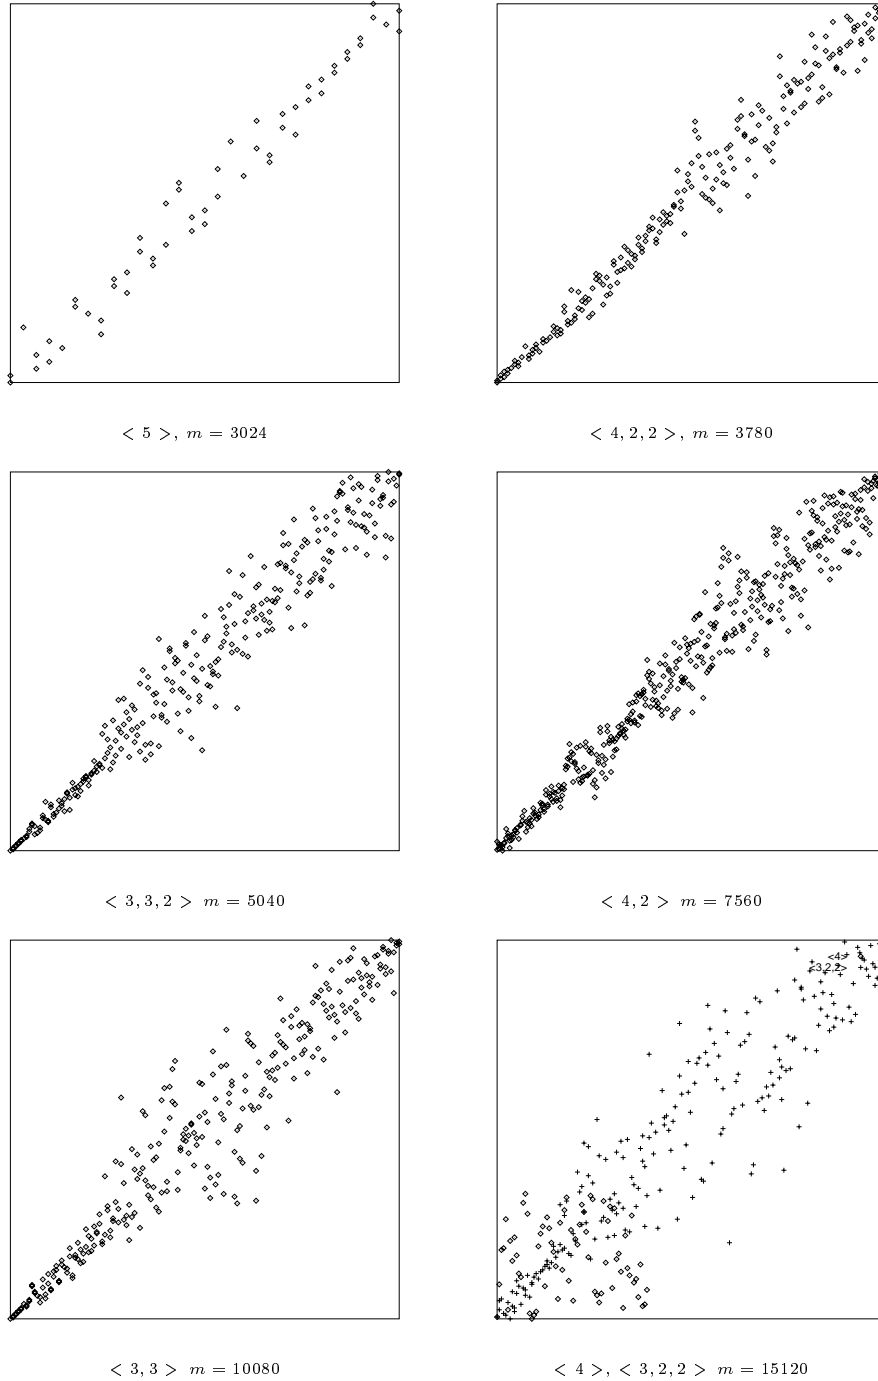 < 5 >, m = 3024
< 4, 2, 2 >, m = 3780
< 3, 3, 2 > m = 5040
< 4, 2 > m = 7560
<4>
<3,2,2>
< 3, 3 > m = 10080
< 4 >, < 3, 2, 2 > m = 15120